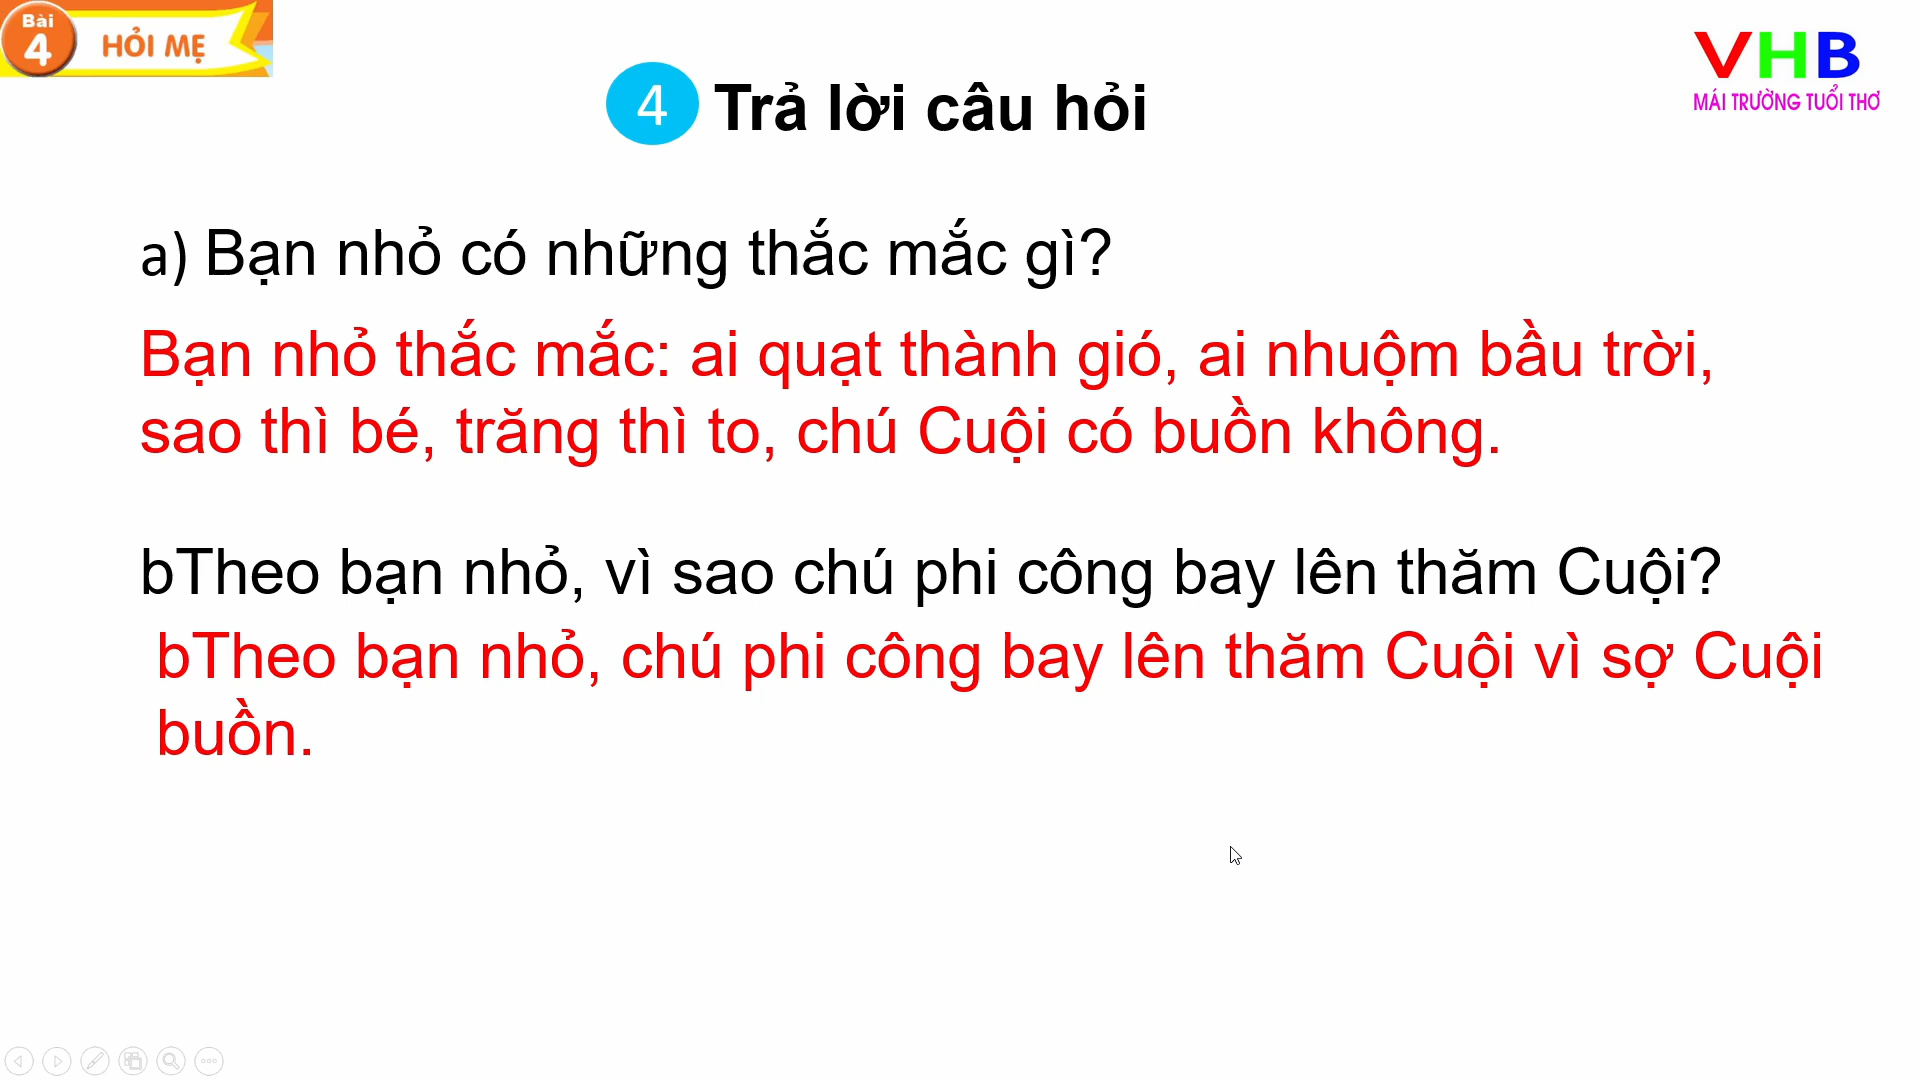 Bài
4
HỎI MẸ
VHB
MÁI TRƯỜNG TUỔI THƠ
4 Trả lời câu hỏi
a) Bạn nhỏ có những thắc mắc gì?
Bạn nhỏ thắc mắc: ai quạt thành gió, ai nhuộm bầu trời,
sao thì bé, trăng thì to, chú Cuội có buồn không.
bTheo bạn nhỏ, vì sao chú phi công bay lên thăm Cuội?
bTheo bạn nhỏ, chú phi công bay lên thăm Cuội vì sợ Cuội
buồn.